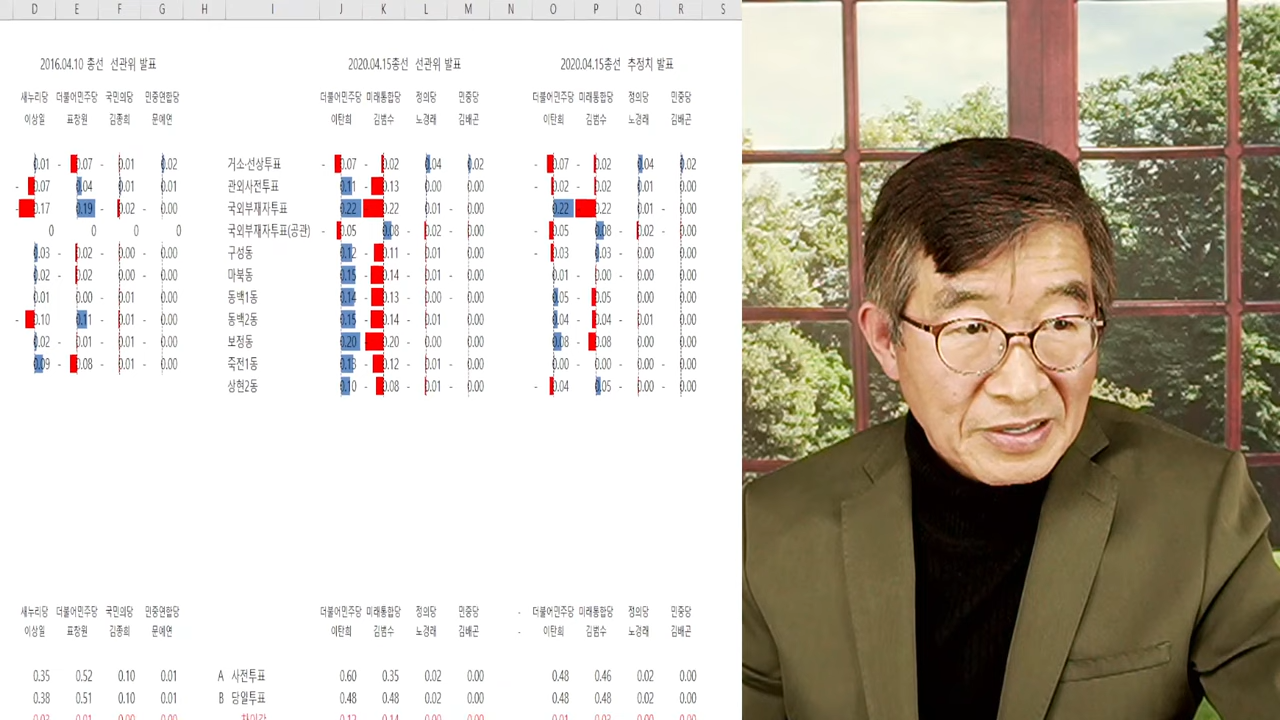 D E F G H I J K L M N O P Q R S
2016.04.10 총선 선관위 발표 2020.04.15총선 선관위 발표 2020.04.15총선 추정치 발표
새누리당 더불어민주당 국민의당 민중연합당 더불어민주당 미래통합당 정의당 민중당 더불어민주당 미래통합당 정의당 민중당
이상일 표창원 김종희 문예연 이탄희 김범수 노경래 김배곤 이탄희 김범수 노경래 김배곤
0.01 - 0.07 - 0.01 0.02 거소·선상투표 - 0.07 - 0.02 0.04 0.02 - 0.07 - 0.02 0.04 0.02
- 0.07 0.04 0.01 0.01 관외사전투표 0.11 - 0.13 0.00 - 0.00 - 0.02 - 0.02 0.01 - 0.00
- 0.17 0.19 - 0.02 - 0.00 국외부재자투표 0.22 - 0.22 - 0.01 - 0.00 0.22 - 0.22 0.01 - 0.00
0 0 0 0 국외부재자투표(공관) - 0.05 0.08 - 0.02 - 0.00 - 0.05 0.08 - 0.02 - 0.00
0.03 - 0.02 - 0.00 - 0.00 구성동 0.12 - 0.11 - 0.01 - 0.00 - 0.03 0.03 - 0.00 - 0.00
0.02 - 0.02 0.00 - 0.00 마북동 0.15 - 0.14 - 0.01 - 0.00 0.01 - 0.00 - 0.00 - 0.00
0.01 0.00 - 0.01 - 0.00 동백1동 0.14 - 0.13 - 0.01 - 0.00 0.05 - 0.05 - 0.00 - 0.00
- 0.10 0.11 - 0.01 - 0.00 동백2동 0.15 - 0.14 - 0.01 - 0.00 0.04 - 0.04 - 0.01 - 0.00
0.02 - 0.01 - 0.01 - 0.00 보정동 0.20 - 0.20 - 0.00 - 0.00 0.08 - 0.08 - 0.00 - 0.00
0.09 - 0.08 - 0.01 - 0.00 죽전1동 0.13 - 0.12 - 0.01 - 0.00 0.00 0.00 - 0.00 - 0.00
상현2동 0.10 - 0.08 - 0.01 - 0.00 - 0.04 0.05 - 0.00 - 0.00
새누리당 더불어민주당 국민의당 민중연합당 더불어민주당 미래통합당 정의당 민중당 - 더불어민주당 미래통합당 정의당 민중당
이상일 표창원 김종희 문예연 이탄희 김범수 노경래 김배곤 - 이탄희 김범수 노경래 김배곤
0.35 0.52 0.10 0.01 A 사전투표 0.60 0.35 0.02 0.00 0.48 0.46 0.02 0.00
0.38 0.51 0.10 0.01 B 당일투표 0.48 0.48 0.02 0.00 0.48 0.48 0.02 0.00